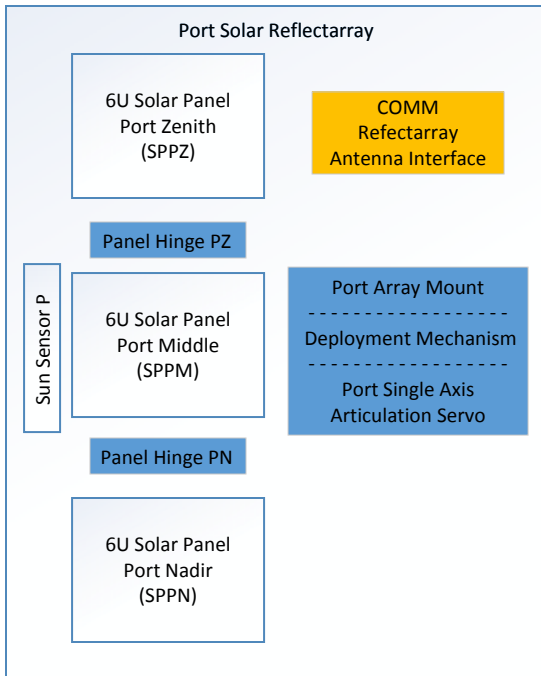 Port Solar Reflectarray
6U Solar Panel
Port Zenith
(SPPZ)
COMM
Refectarray
Antenna Interface
Panel Hinge PZ
Sun Sensor P
6U Solar Panel
Port Middle
(SPPM)
Port Array Mount
Deployment Mechanism
Port Single Axis
Articulation Servo
Panel Hinge PN
6U Solar Panel
Port Nadir
(SPPN)